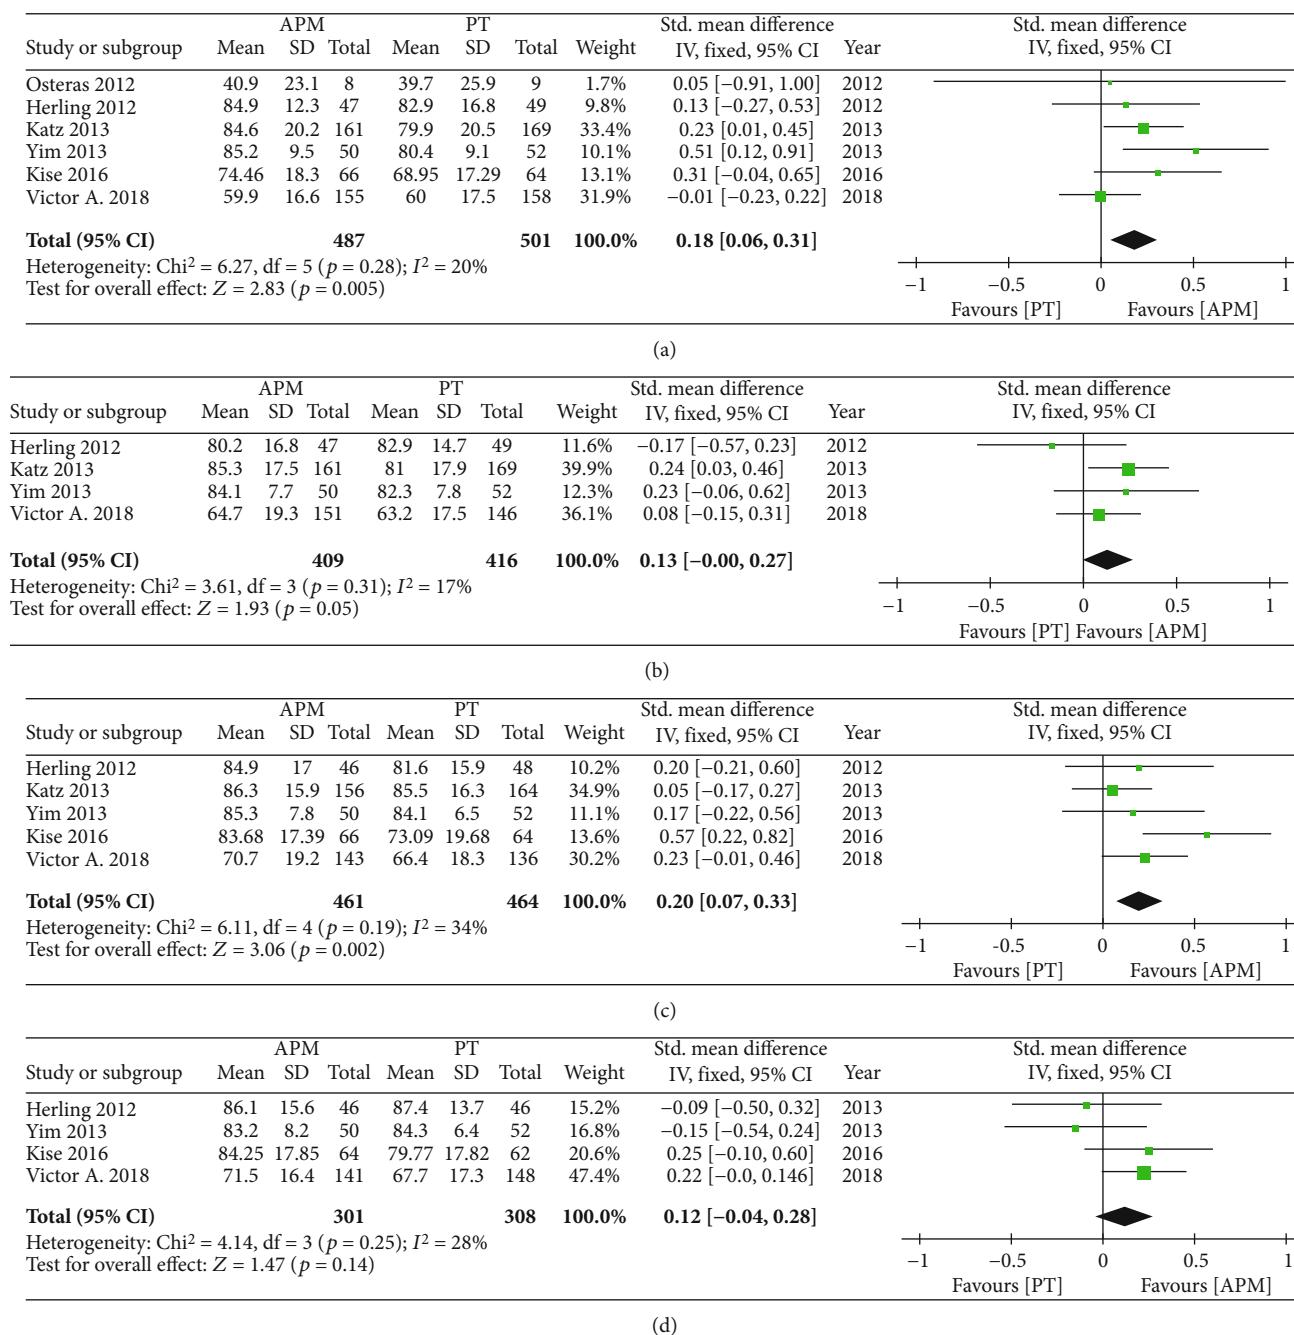 APM PT Std. mean difference Std. mean difference
Study or subgroup Mean SD Total Mean SD Total Weight IV, fixed, 95% CI Year IV, fixed, 95% CI
Osteras 2012 40.9 23.1 8 39.7 25.9 9 1.7% 0.05 [−0.91, 1.00] 2012
Herling 2012 84.9 12.3 47 82.9 16.8 49 9.8% 0.13 [−0.27, 0.53] 2012
Katz 2013 84.6 20.2 161 79.9 20.5 169 33.4% 0.23 [0.01, 0.45] 2013
Yim 2013 85.2 9.5 50 80.4 9.1 52 10.1% 0.51 [0.12, 0.91] 2013
Kise 2016 74.46 18.3 66 68.95 17.29 64 13.1% 0.31 [−0.04, 0.65] 2016
Victor A. 2018 59.9 16.6 155 60 17.5 158 31.9% −0.01 [−0.23, 0.22] 2018
Total (95% CI) 487 501 100.0% 0.18 [0.06, 0.31]
Heterogeneity: Chi² = 6.27, df = 5 (p = 0.28); I² = 20%
Test for overall effect: Z = 2.83 (p = 0.005)
−1 −0.5 0 0.5 1
Favours [PT] Favours [APM]
(a)
APM PT Std. mean difference Std. mean difference
Study or subgroup Mean SD Total Mean SD Total Weight IV, fixed, 95% CI Year IV, fixed, 95% CI
Herling 2012 80.2 16.8 47 82.9 14.7 49 11.6% −0.17 [−0.57, 0.23] 2012
Katz 2013 85.3 17.5 161 81 17.9 169 39.9% 0.24 [0.03, 0.46] 2013
Yim 2013 84.1 7.7 50 82.3 7.8 52 12.3% 0.23 [−0.06, 0.62] 2013
Victor A. 2018 64.7 19.3 151 63.2 17.5 146 36.1% 0.08 [−0.15, 0.31] 2018
Total (95% CI) 409 416 100.0% 0.13 [−0.00, 0.27]
Heterogeneity: Chi² = 3.61, df = 3 (p = 0.31); I² = 17%
Test for overall effect: Z = 1.93 (p = 0.05)
−1 −0.5 0 0.5 1
Favours [PT] Favours [APM]
(b)
APM PT Std. mean difference Std. mean difference
Study or subgroup Mean SD Total Mean SD Total Weight IV, fixed, 95% CI Year IV, fixed, 95% CI
Herling 2012 84.9 17 46 81.6 15.9 48 10.2% 0.20 [−0.21, 0.60] 2012
Katz 2013 86.3 15.9 156 85.5 16.3 164 34.9% 0.05 [−0.17, 0.27] 2013
Yim 2013 85.3 7.8 50 84.1 6.5 52 11.1% 0.17 [−0.22, 0.56] 2013
Kise 2016 83.68 17.39 66 73.09 19.68 64 13.6% 0.57 [0.22, 0.82] 2016
Victor A. 2018 70.7 19.2 143 66.4 18.3 136 30.2% 0.23 [−0.01, 0.46] 2018
Total (95% CI) 461 464 100.0% 0.20 [0.07, 0.33]
Heterogeneity: Chi² = 6.11, df = 4 (p = 0.19); I² = 34%
Test for overall effect: Z = 3.06 (p = 0.002)
−1 -0.5 0 0.5 1
Favours [PT] Favours [APM]
(c)
APM PT Std. mean difference Std. mean difference
Study or subgroup Mean SD Total Mean SD Total Weight IV, fixed, 95% CI Year IV, fixed, 95% CI
Herling 2012 86.1 15.6 46 87.4 13.7 46 15.2% −0.09 [−0.50, 0.32] 2013
Yim 2013 83.2 8.2 50 84.3 6.4 52 16.8% −0.15 [−0.54, 0.24] 2013
Kise 2016 84.25 17.85 64 79.77 17.82 62 20.6% 0.25 [−0.10, 0.60] 2016
Victor A. 2018 71.5 16.4 141 67.7 17.3 148 47.4% 0.22 [−0.0, 0.146] 2018
Total (95% CI) 301 308 100.0% 0.12 [−0.04, 0.28]
Heterogeneity: Chi² = 4.14, df = 3 (p = 0.25); I² = 28%
Test for overall effect: Z = 1.47 (p = 0.14)
−1 −0.5 0 0.5 1
Favours [PT] Favours [APM]
(d)